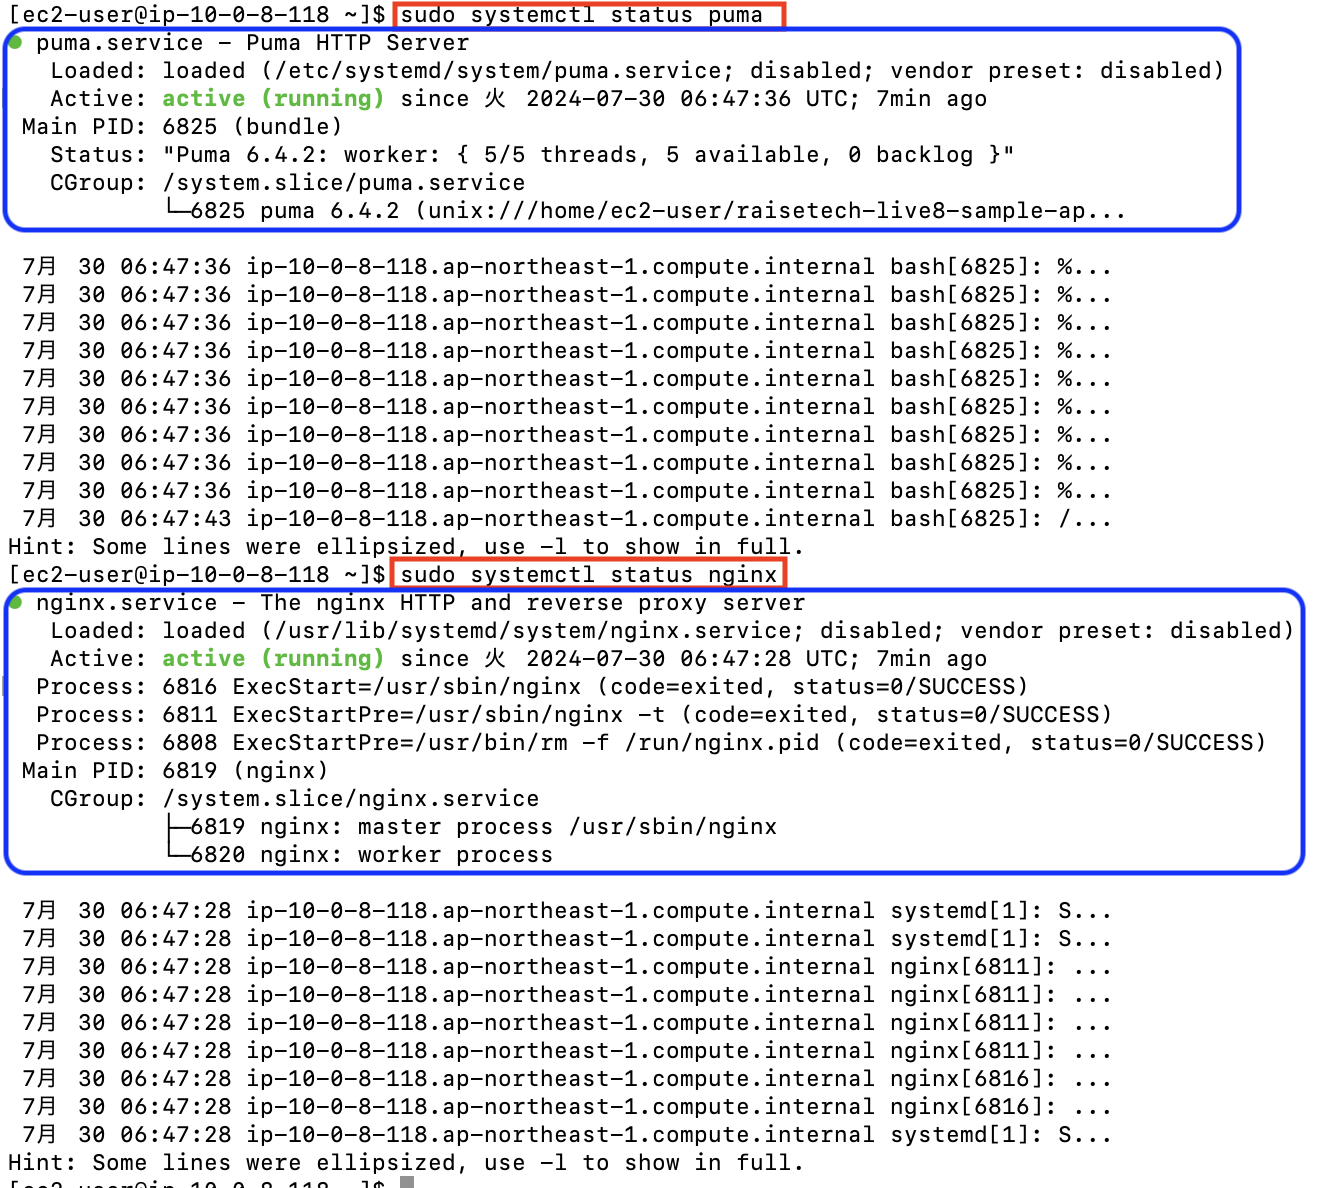 [ec2-user@ip-10-0-8-118 ~]$ sudo systemctl status puma
● puma.service – Puma HTTP Server
   Loaded: loaded (/etc/systemd/system/puma.service; disabled; vendor preset: disabled)
   Active: active (running) since 火 2024-07-30 06:47:36 UTC; 7min ago
 Main PID: 6825 (bundle)
   Status: "Puma 6.4.2: worker: { 5/5 threads, 5 available, 0 backlog }"
   CGroup: /system.slice/puma.service
           └─6825 puma 6.4.2 (unix:///home/ec2-user/raisetech-live8-sample-ap...
 7月 30 06:47:36 ip-10-0-8-118.ap-northeast-1.compute.internal bash[6825]: %...
 7月 30 06:47:36 ip-10-0-8-118.ap-northeast-1.compute.internal bash[6825]: %...
 7月 30 06:47:36 ip-10-0-8-118.ap-northeast-1.compute.internal bash[6825]: %...
 7月 30 06:47:36 ip-10-0-8-118.ap-northeast-1.compute.internal bash[6825]: %...
 7月 30 06:47:36 ip-10-0-8-118.ap-northeast-1.compute.internal bash[6825]: %...
 7月 30 06:47:36 ip-10-0-8-118.ap-northeast-1.compute.internal bash[6825]: %...
 7月 30 06:47:36 ip-10-0-8-118.ap-northeast-1.compute.internal bash[6825]: %...
 7月 30 06:47:36 ip-10-0-8-118.ap-northeast-1.compute.internal bash[6825]: %...
 7月 30 06:47:36 ip-10-0-8-118.ap-northeast-1.compute.internal bash[6825]: %...
 7月 30 06:47:43 ip-10-0-8-118.ap-northeast-1.compute.internal bash[6825]: /...
Hint: Some lines were ellipsized, use -l to show in full.
[ec2-user@ip-10-0-8-118 ~]$ sudo systemctl status nginx
● nginx.service – The nginx HTTP and reverse proxy server
   Loaded: loaded (/usr/lib/systemd/system/nginx.service; disabled; vendor preset: disabled)
   Active: active (running) since 火 2024-07-30 06:47:28 UTC; 7min ago
  Process: 6816 ExecStart=/usr/sbin/nginx (code=exited, status=0/SUCCESS)
  Process: 6811 ExecStartPre=/usr/sbin/nginx -t (code=exited, status=0/SUCCESS)
  Process: 6808 ExecStartPre=/usr/bin/rm -f /run/nginx.pid (code=exited, status=0/SUCCESS)
 Main PID: 6819 (nginx)
   CGroup: /system.slice/nginx.service
           ├─6819 nginx: master process /usr/sbin/nginx
           └─6820 nginx: worker process
 7月 30 06:47:28 ip-10-0-8-118.ap-northeast-1.compute.internal systemd[1]: S...
 7月 30 06:47:28 ip-10-0-8-118.ap-northeast-1.compute.internal systemd[1]: S...
 7月 30 06:47:28 ip-10-0-8-118.ap-northeast-1.compute.internal nginx[6811]: ...
 7月 30 06:47:28 ip-10-0-8-118.ap-northeast-1.compute.internal nginx[6811]: ...
 7月 30 06:47:28 ip-10-0-8-118.ap-northeast-1.compute.internal nginx[6811]: ...
 7月 30 06:47:28 ip-10-0-8-118.ap-northeast-1.compute.internal nginx[6811]: ...
 7月 30 06:47:28 ip-10-0-8-118.ap-northeast-1.compute.internal nginx[6816]: ...
 7月 30 06:47:28 ip-10-0-8-118.ap-northeast-1.compute.internal nginx[6816]: ...
 7月 30 06:47:28 ip-10-0-8-118.ap-northeast-1.compute.internal systemd[1]: S...
Hint: Some lines were ellipsized, use -l to show in full.
[ec2-user@ip-10-0-8-118 ~]$